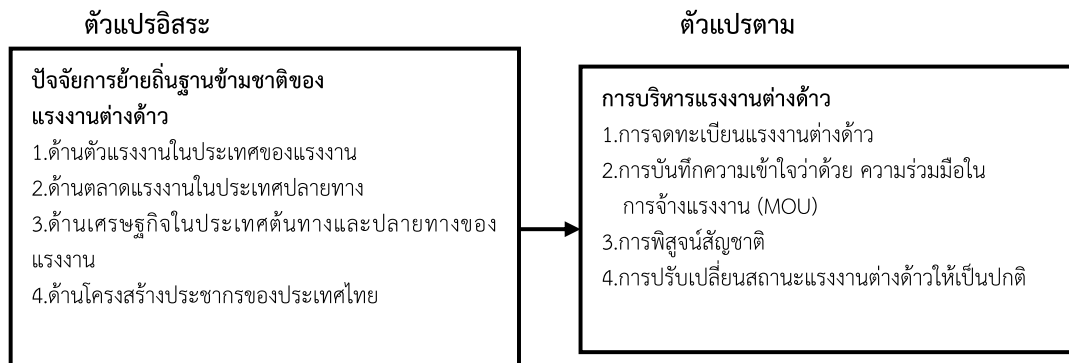 ตัวแปรอิสระ
ปัจจัยการย้ายถิ่นฐานข้ามชาติของ
แรงงานต่างด้าว
1.ด้านตัวแรงงานในประเทศของแรงงาน
2.ด้านตลาดแรงงานในประเทศปลายทาง
3.ด้านเศรษฐกิจในประเทศต้นทางและปลายทางของ
แรงงาน
4.ด้านโครงสร้างประชากรของประเทศไทย
ตัวแปรตาม
การบริหารแรงงานต่างด้าว
1.การจดทะเบียนแรงงานต่างด้าว
2.การบันทึกความเข้าใจว่าด้วย ความร่วมมือใน
การจ้างแรงงาน (MOU)
3.การพิสูจน์สัญชาติ
4.การปรับเปลี่ยนสถานะแรงงานต่างด้าวให้เป็นปกติ